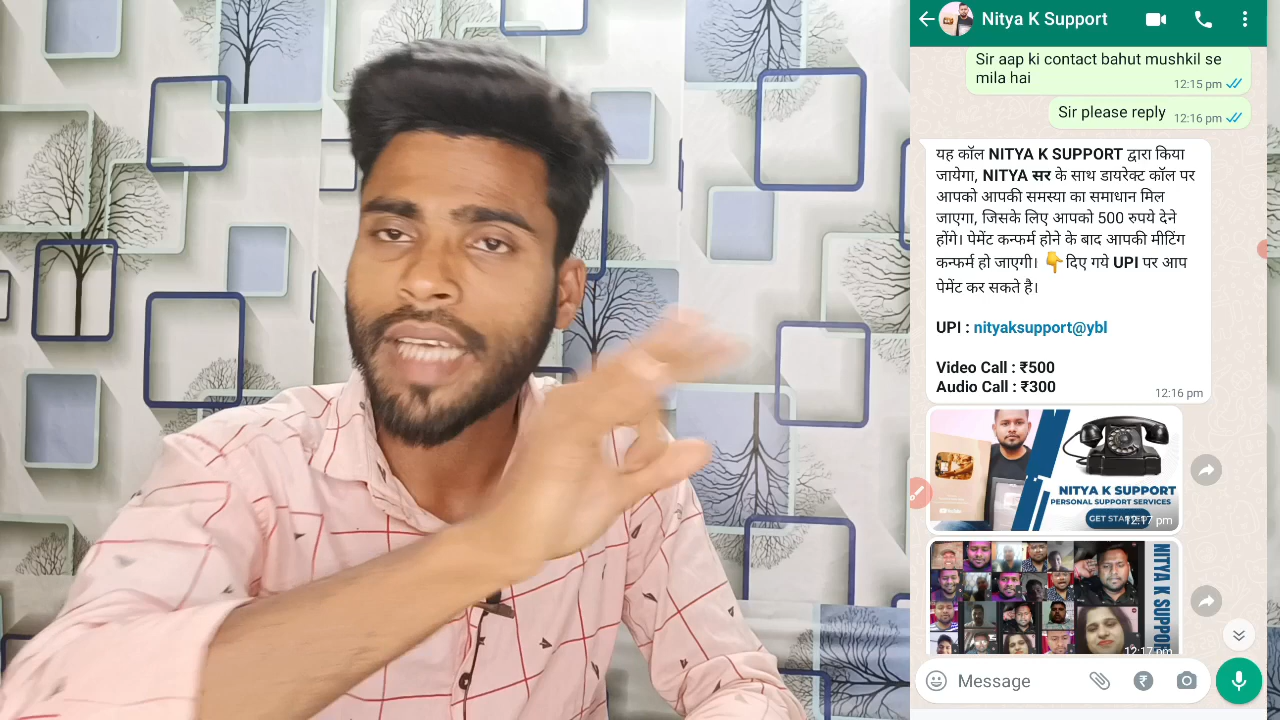 Nitya K Support
Sir aap ki contact bahut mushkil se
mila hai
12:15 pm
Sir please reply
12:16 pm
यह कॉल NITYA K SUPPORT द्वारा किया
जायेगा, NITYA सर के साथ डायरेक्ट कॉल पर
आपको आपकी समस्या का समाधान मिल
जाएगा, जिसके लिए आपको 500 रुपये देने
होंगे। पेमेंट कन्फर्म होने के बाद आपकी मीटिंग
कन्फर्म हो जाएगी। 👇दिए गये UPI पर आप
पेमेंट कर सकते है।
UPI : nityaksupport@ybl
Video Call : ₹500
Audio Call : ₹300
12:16 pm
NITYA K SUPPORT
PERSONAL SUPPORT SERVICES
12:17 pm
NITYA K SUPPORT
12:17 pm
Message